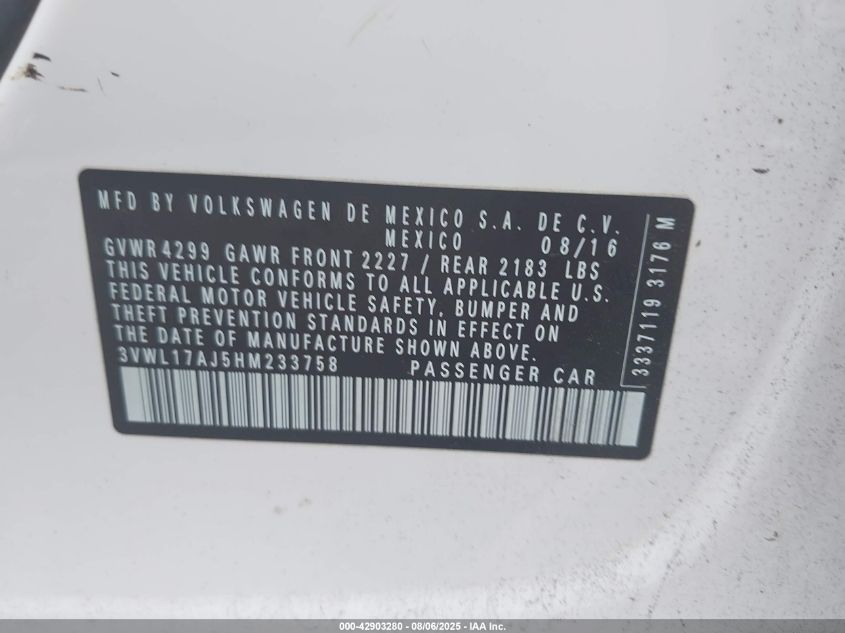 MFD BY VOLKSWAGEN DE MEXICO S.A. DE C.V.
MEXICO 08/16
GVWR 4299 GAWR FRONT 2227 / REAR 2183 LBS
THIS VEHICLE CONFORMS TO ALL APPLICABLE U.S.
FEDERAL MOTOR VEHICLE SAFETY, BUMPER AND
THEFT PREVENTION STANDARDS IN EFFECT ON
THE DATE OF MANUFACTURE SHOWN ABOVE.
3VWL17AJ5HM233758 PASSENGER CAR
3337119 3176 M
000-42903280 - 08/06/2025 - IAA Inc.